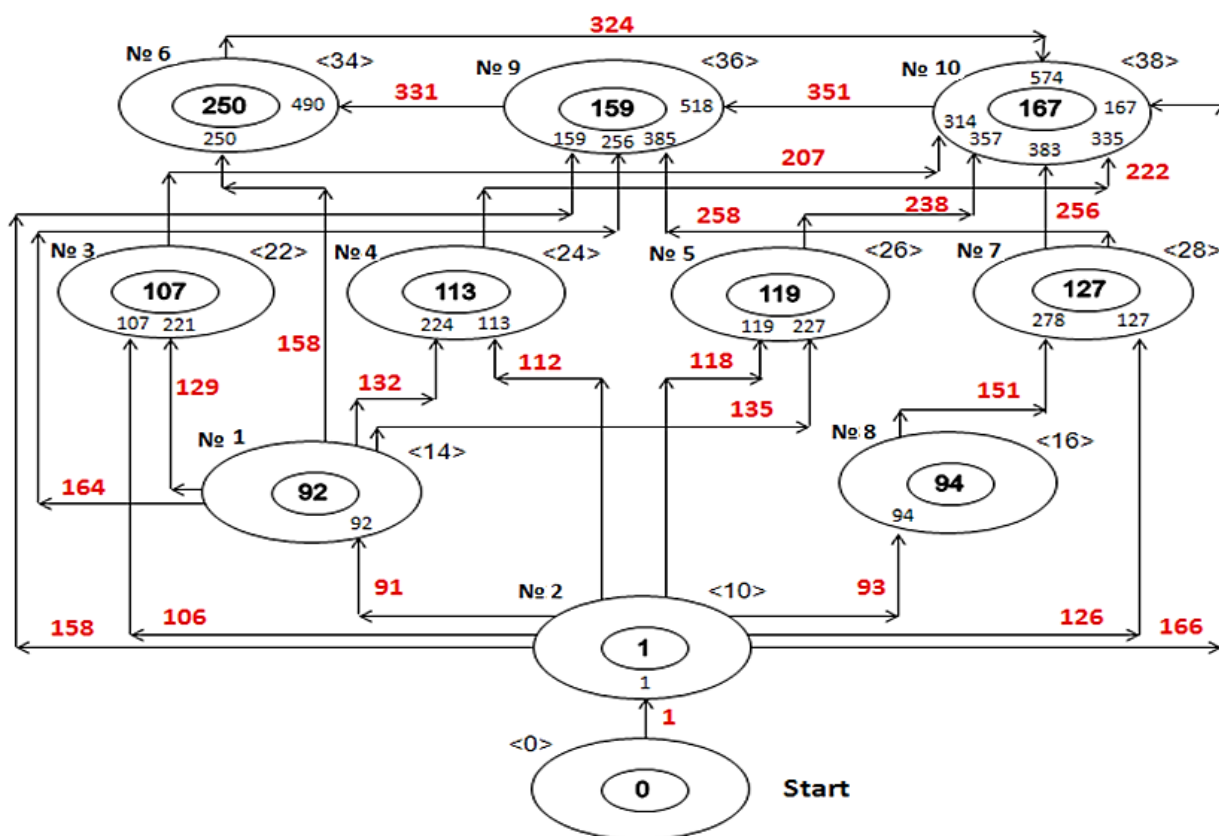 324
№ 6 <34> № 9 <36> № 10 <38>
331 351
574
250 490 159 518 167 167
250 159 256 385 314 357 383 335
207 222
258 238 256
№ 3 <22> № 4 <24> № 5 <26> № 7 <28>
107 113 119 127
107 221 224 113 119 227 278 127
158 112 118
129 132 151
135
№ 1 <14> № 8 <16>
164 92 94
92 94
№ 2 <10>
91 93
158 106 126 166
1
1
1
<0>
0 Start